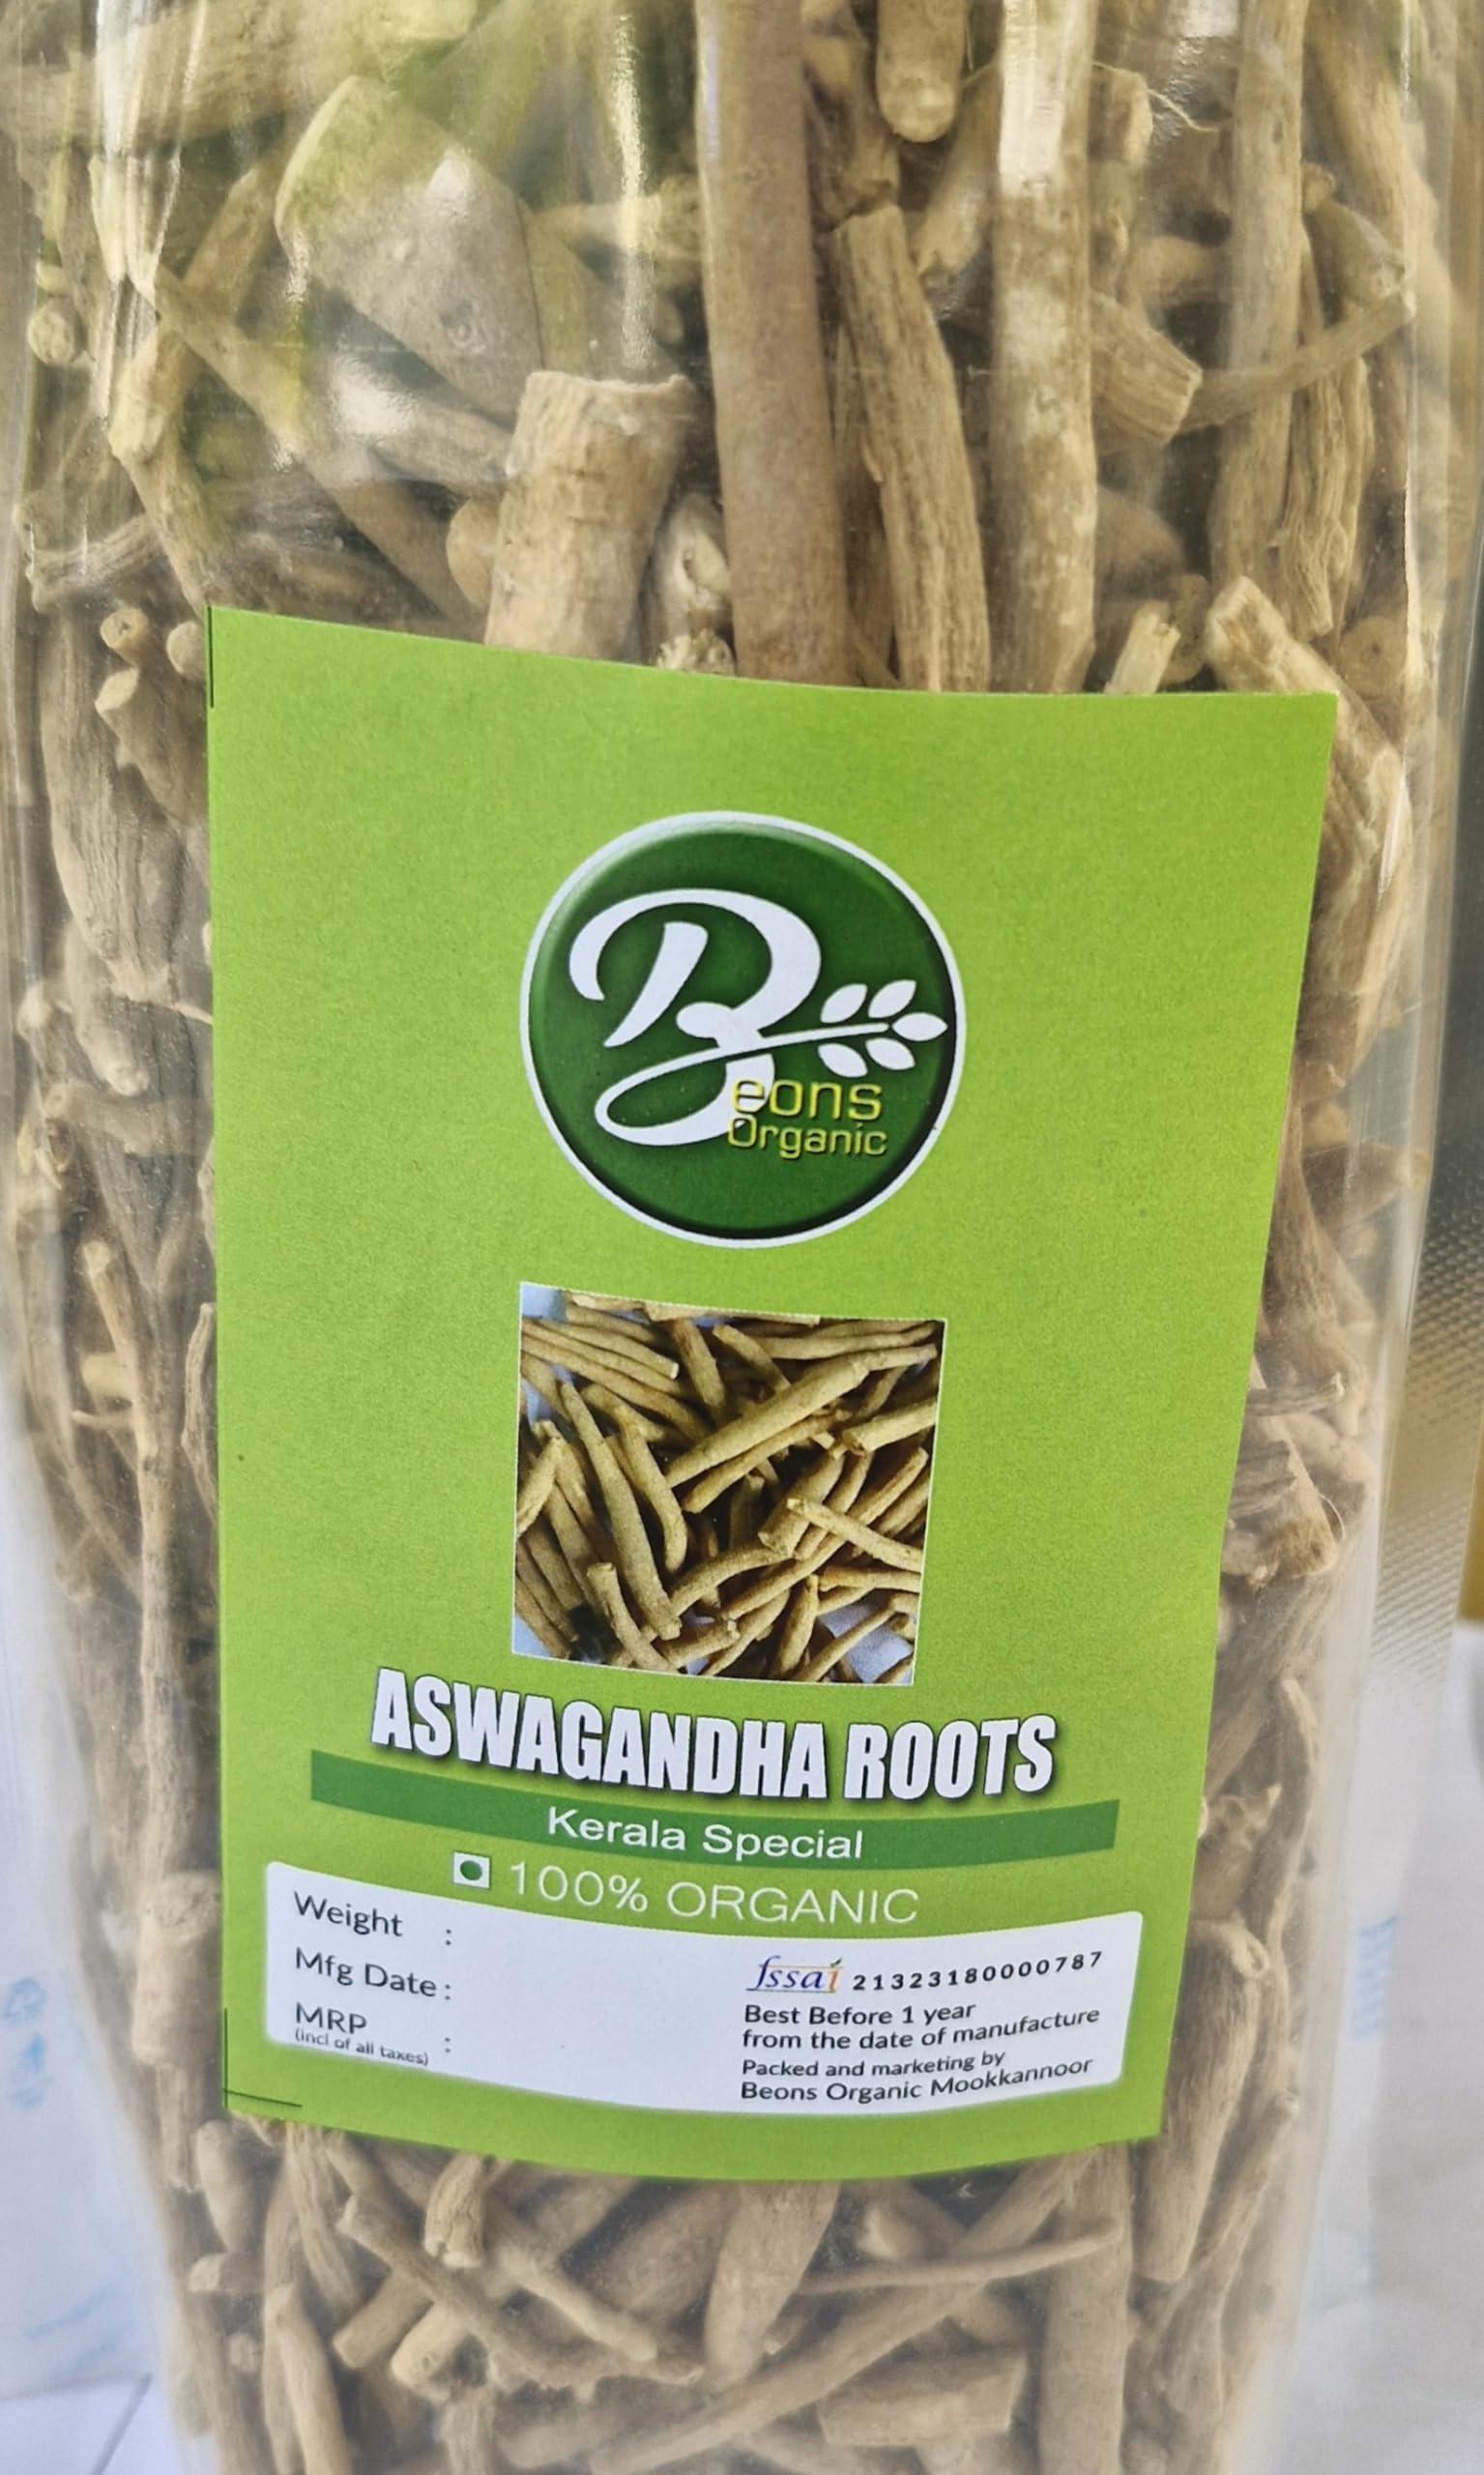 Beons
Organic
ASWAGANDHA ROOTS
Kerala Special
100% ORGANIC
Weight :
Mfg Date :
MRP :
(incl of all taxes)
fssai 21323180000787
Best Before 1 year
from the date of manufacture
Packed and marketing by
Beons Organic Mookkannoor